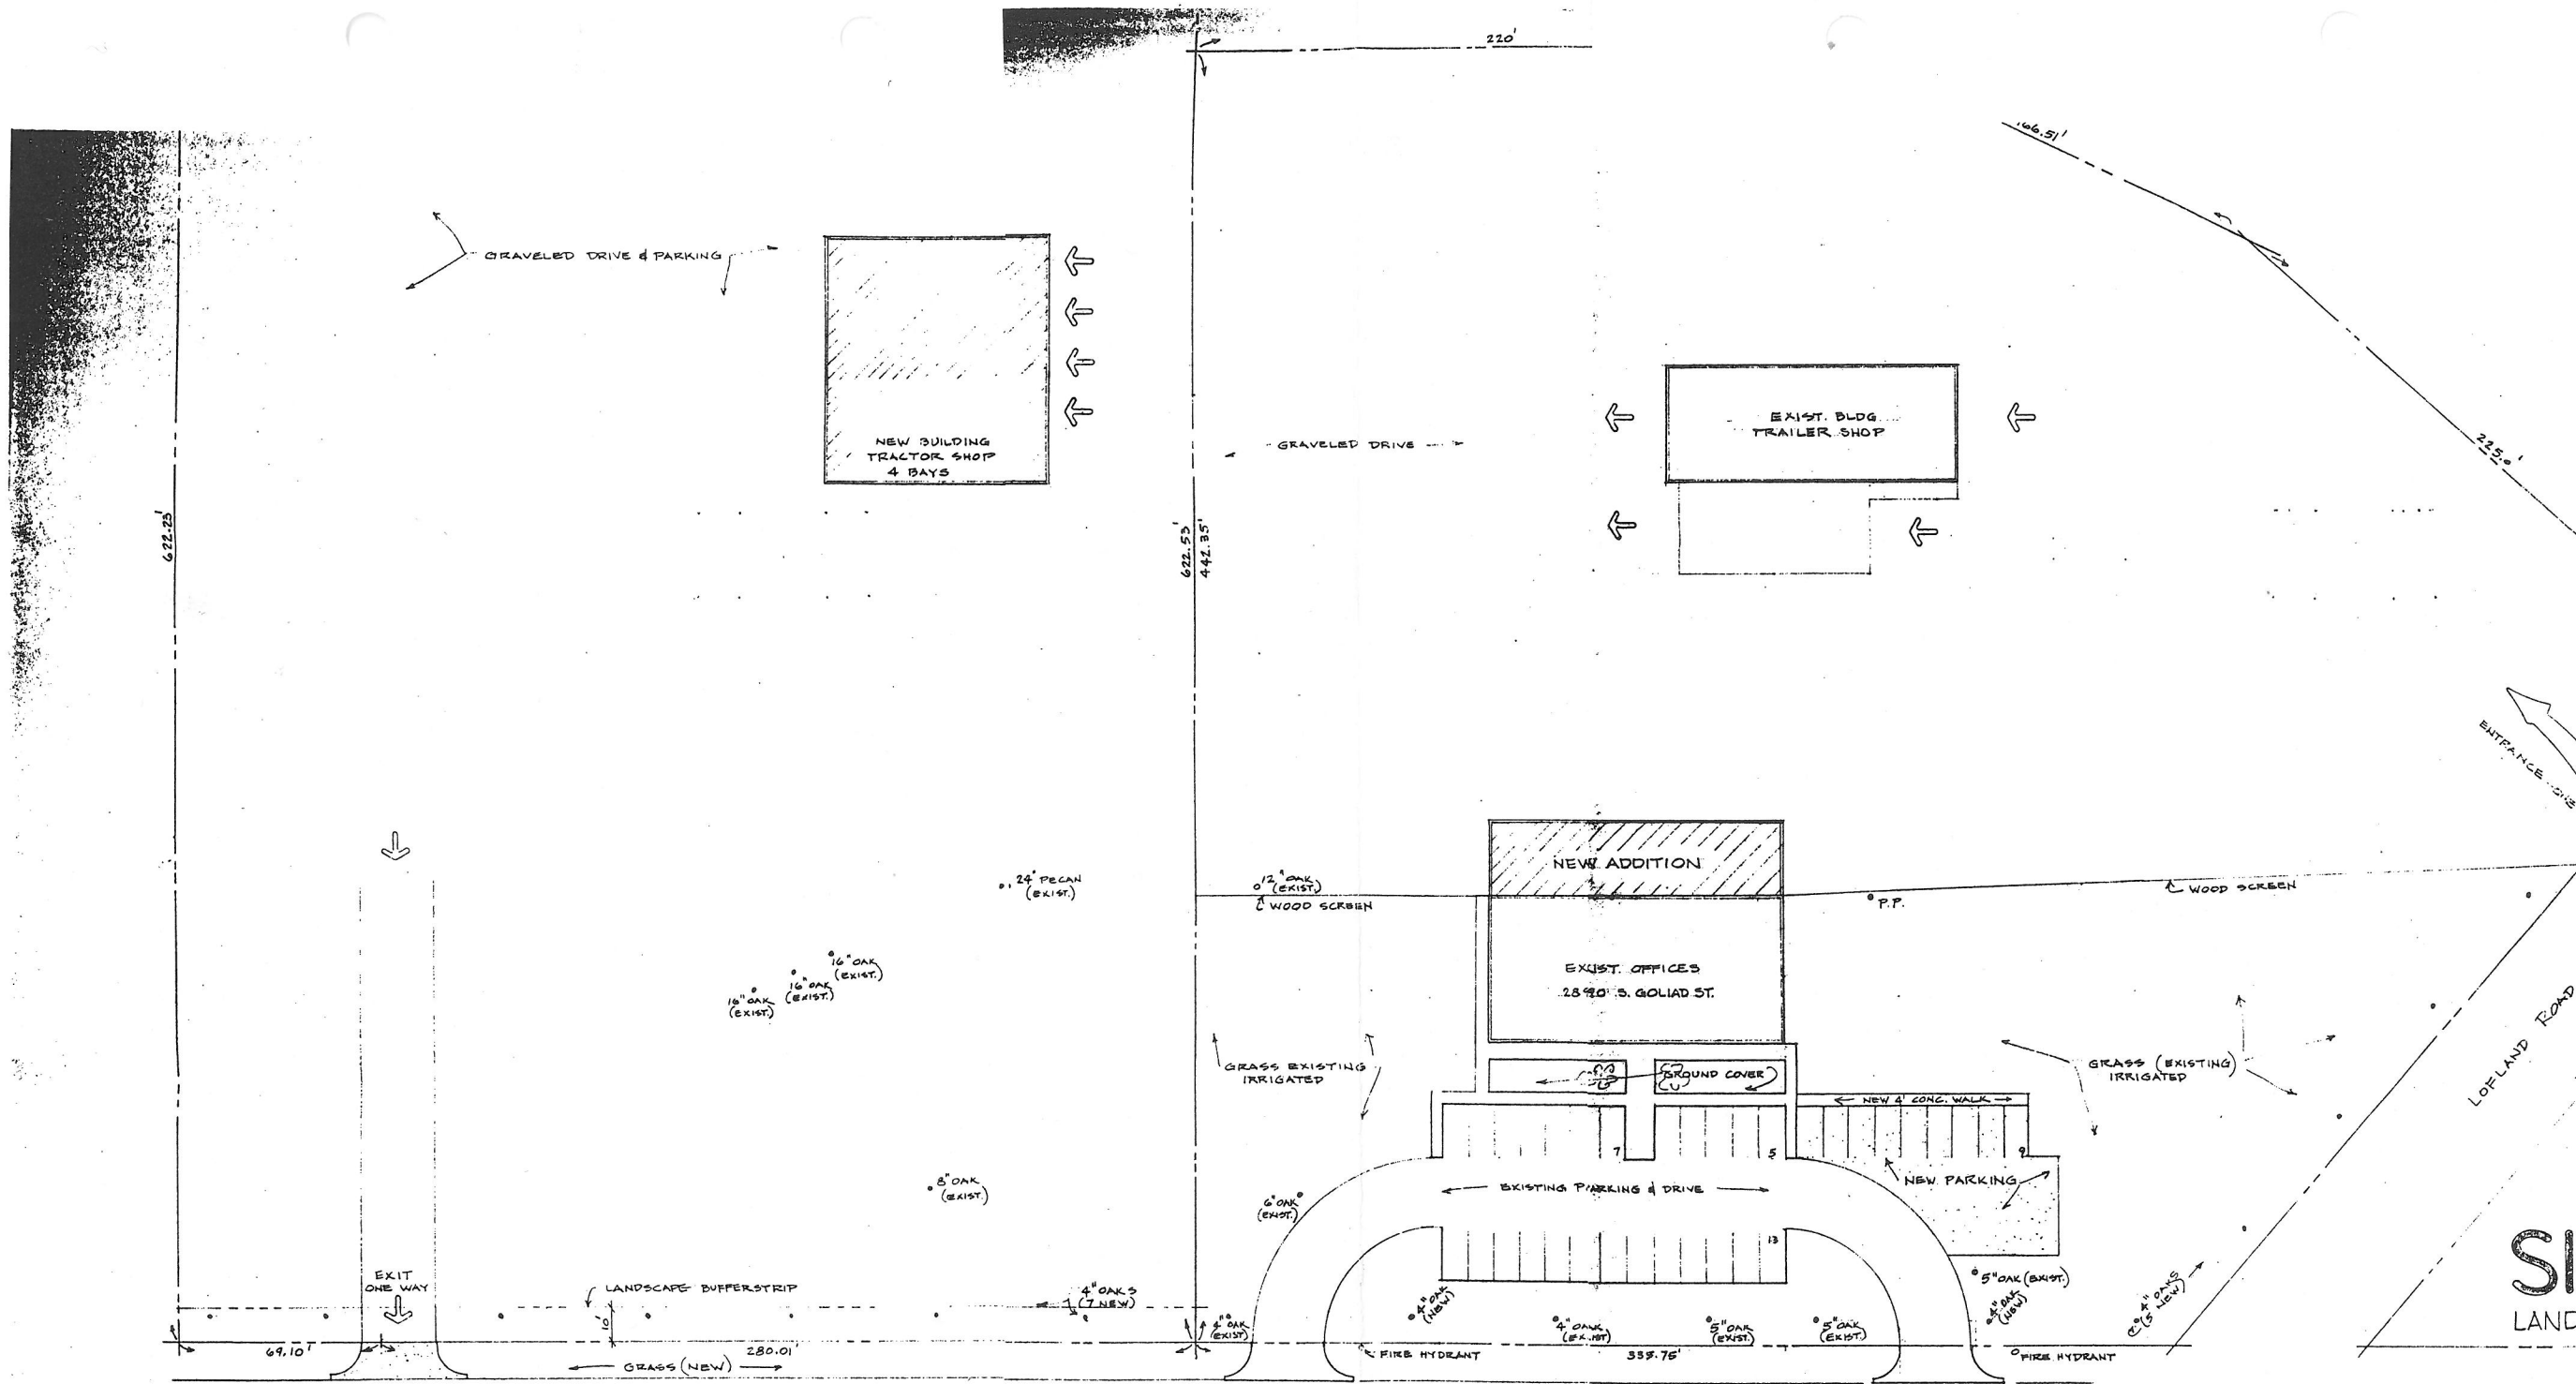 220'
166.51'
GRAVELED DRIVE & PARKING
NEW BUILDING
TRACTOR SHOP
4 BAYS
GRAVELED DRIVE
EXIST. BLDG.
TRAILER SHOP
225.0'
622.23'
622.53'
442.35'
ENTRANCE ONE
NEW ADDITION
24" PECAN
(EXIST.)
12" OAK
(EXIST.)
WOOD SCREEN
P.P.
WOOD SCREEN
16" OAK
(EXIST.)
16" OAK
(EXIST.)
16" OAK
(EXIST.)
EXIST. OFFICES
S. GOLIAD ST.
GRASS EXISTING
IRRIGATED
GROUND COVER
GRASS (EXISTING)
IRRIGATED
LOFLAND ROAD
NEW 4' CONC. WALK
7
5
9
8" OAK
(EXIST.)
6" OAK
(EXIST.)
EXISTING PARKING & DRIVE
NEW PARKING
13
EXIT
ONE WAY
LANDSCAPE BUFFERSTRIP
4" OAKS
(7 NEW)
10'
4" OAK
(EXIST)
4" OAK
(NEW)
4" OAK
(EXIST)
5" OAK
(EXIST.)
5" OAK
(EXIST.)
5" OAK (EXIST.)
4" OAK
(NEW)
4" OAKS
(5 NEW)
SI
LAND
69.10'
280.01'
GRASS (NEW)
FIRE HYDRANT
335.75'
FIRE HYDRANT